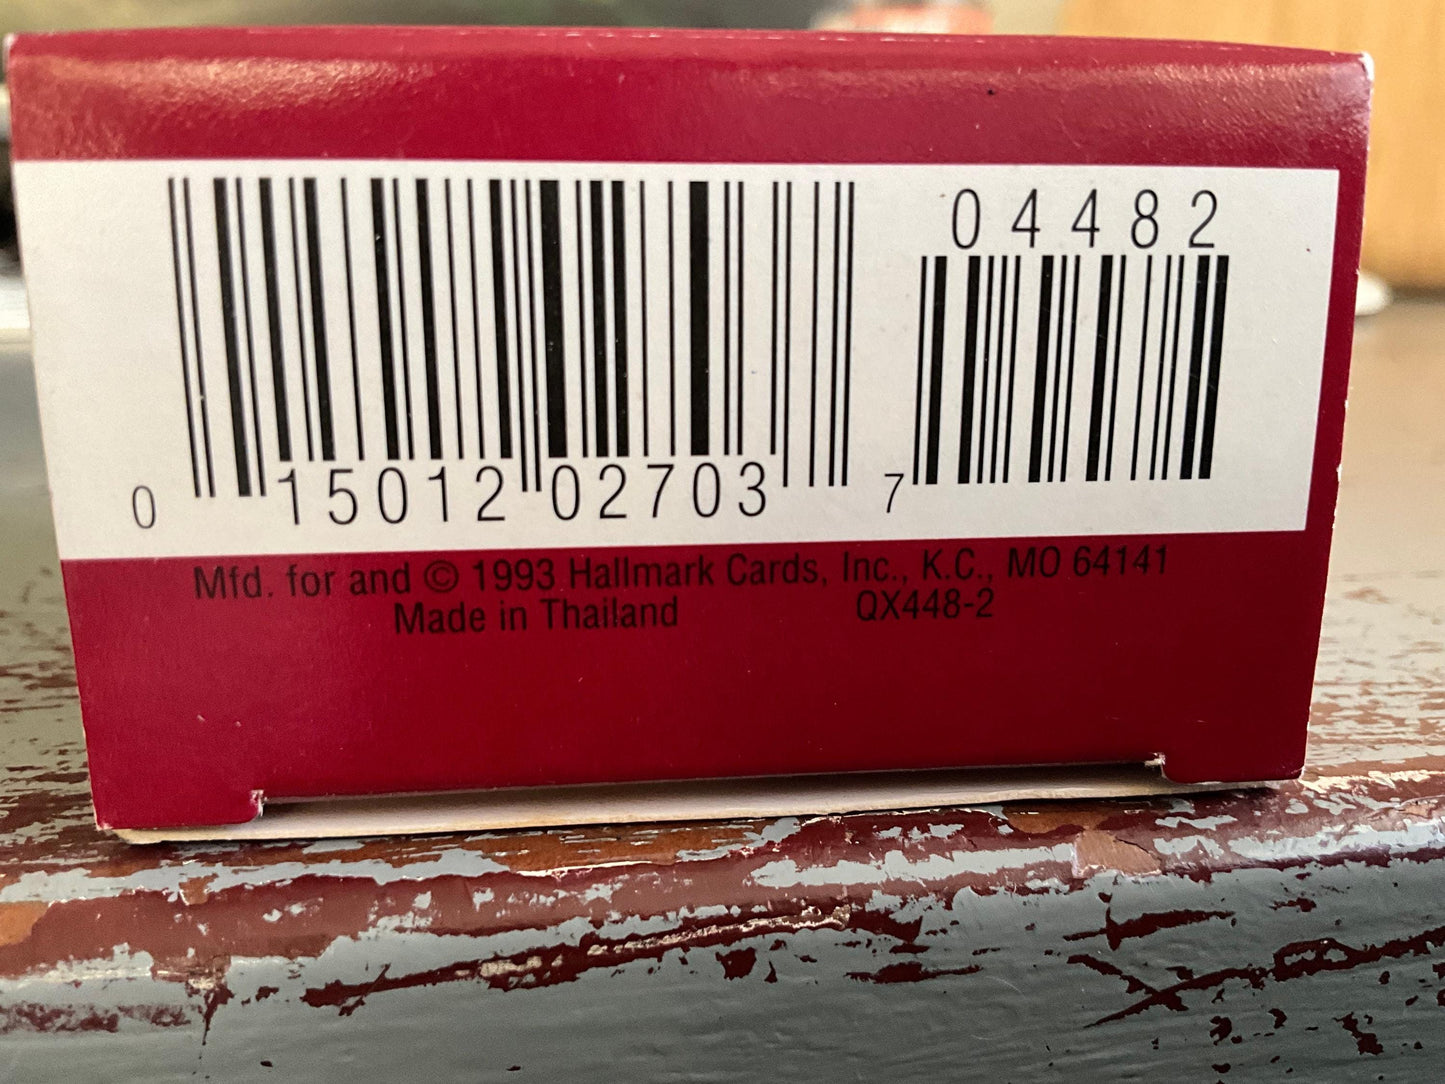 04482
0 15012 02703 7
Mfd. for and © 1993 Hallmark Cards, Inc., K.C., MO 64141
Made in Thailand QX448-2